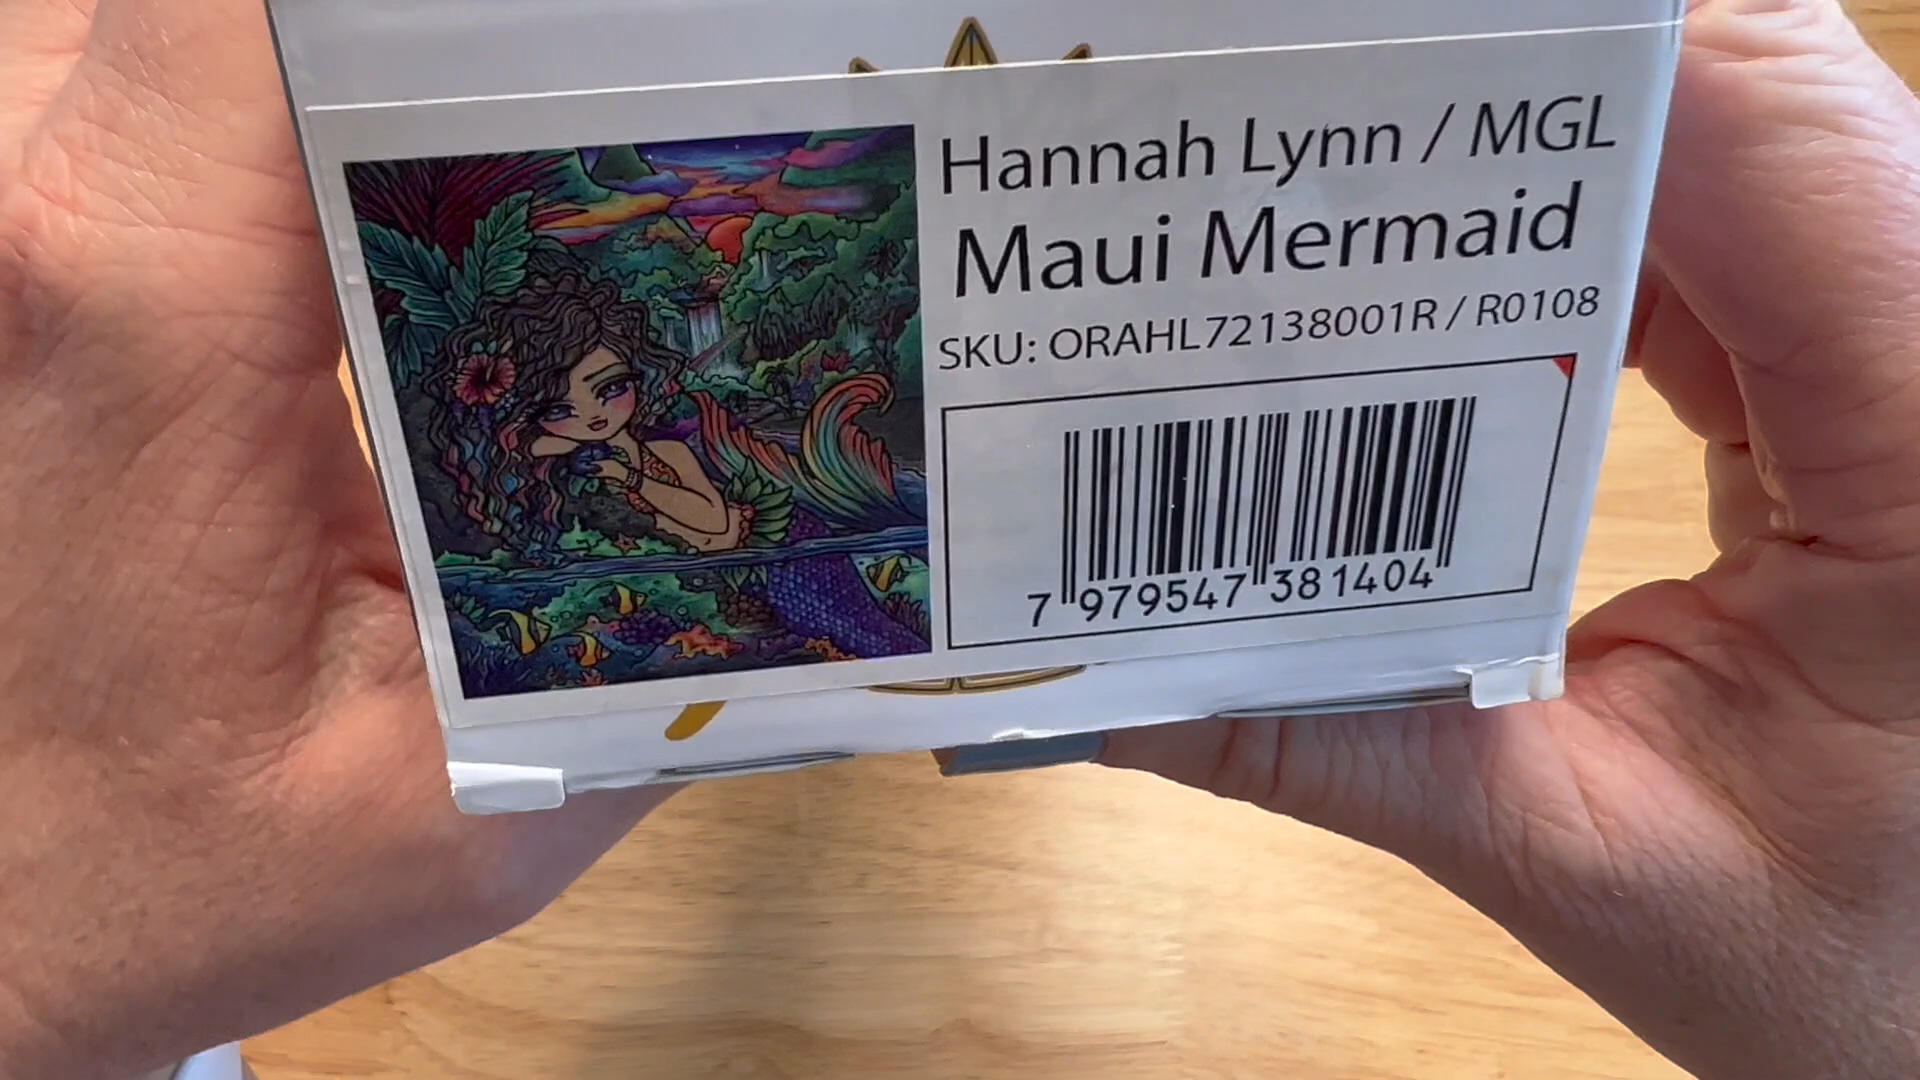 Hannah Lynn / MGL
Maui Mermaid
SKU: ORAHL72138001R / R0108
7 979547 381404